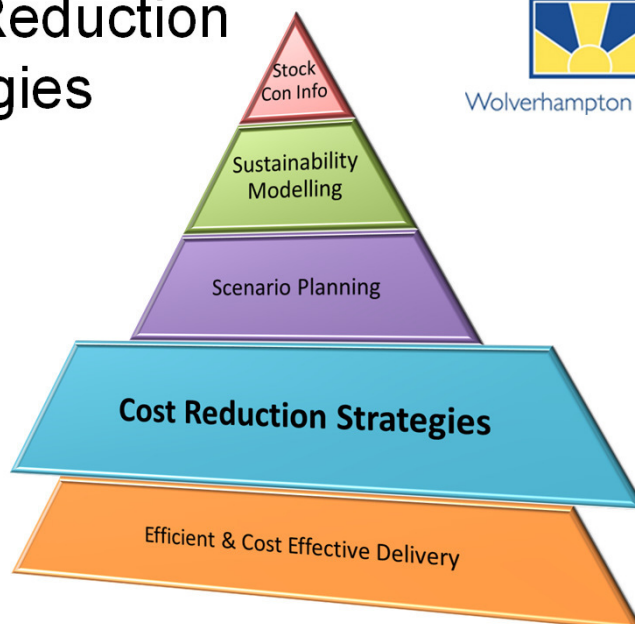 Reduction
gies
Wolverhampton
Stock
Con Info
Sustainability
Modelling
Scenario Planning
Cost Reduction Strategies
Efficient & Cost Effective Delivery